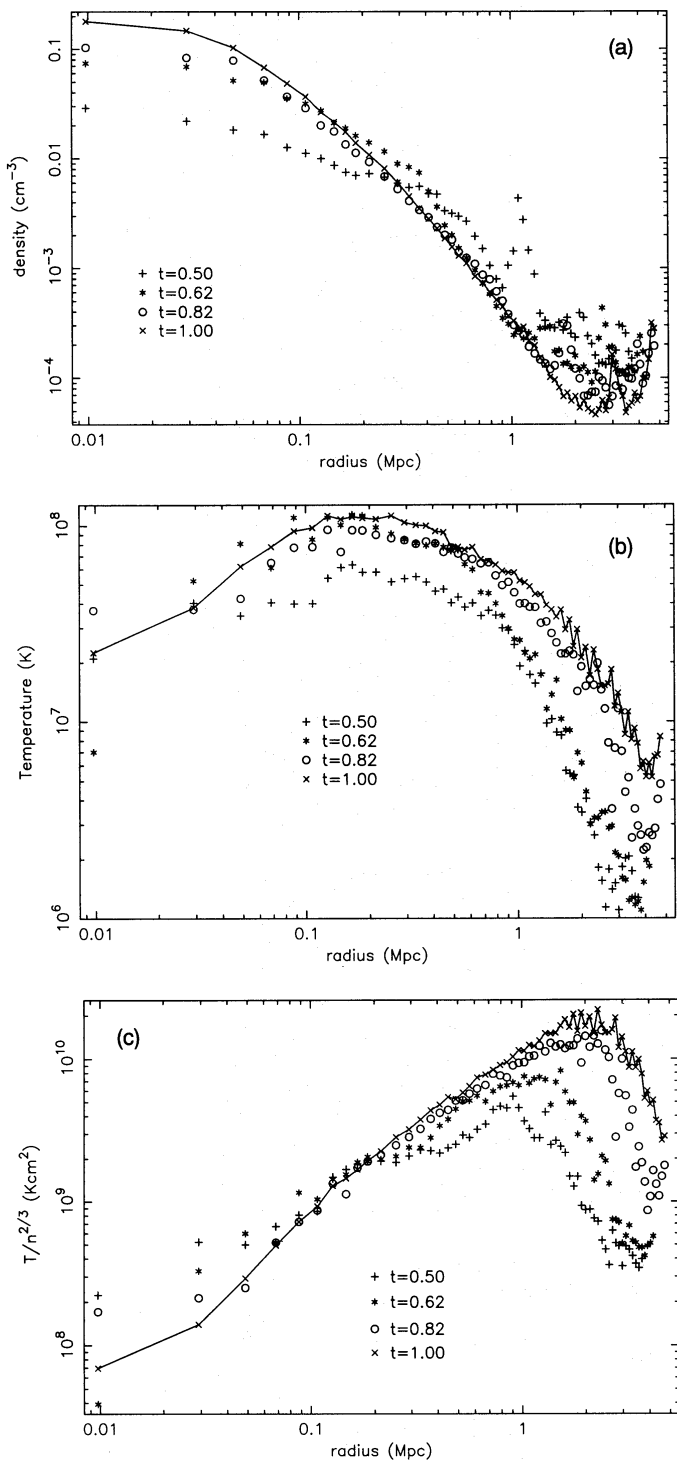 (a)
0.1
0.01
10⁻³
10⁻⁴
density (cm⁻³)
+ t=0.50
* t=0.62
o t=0.82
× t=1.00
0.01 0.1 1
radius (Mpc)
(b)
10⁸
10⁷
10⁶
Temperature (K)
+ t=0.50
* t=0.62
o t=0.82
× t=1.00
0.01 0.1 1
radius (Mpc)
(c)
10¹⁰
10⁹
10⁸
T/n²ᐟ³ (Kcm²)
+ t=0.50
* t=0.62
o t=0.82
× t=1.00
0.01 0.1 1
radius (Mpc)